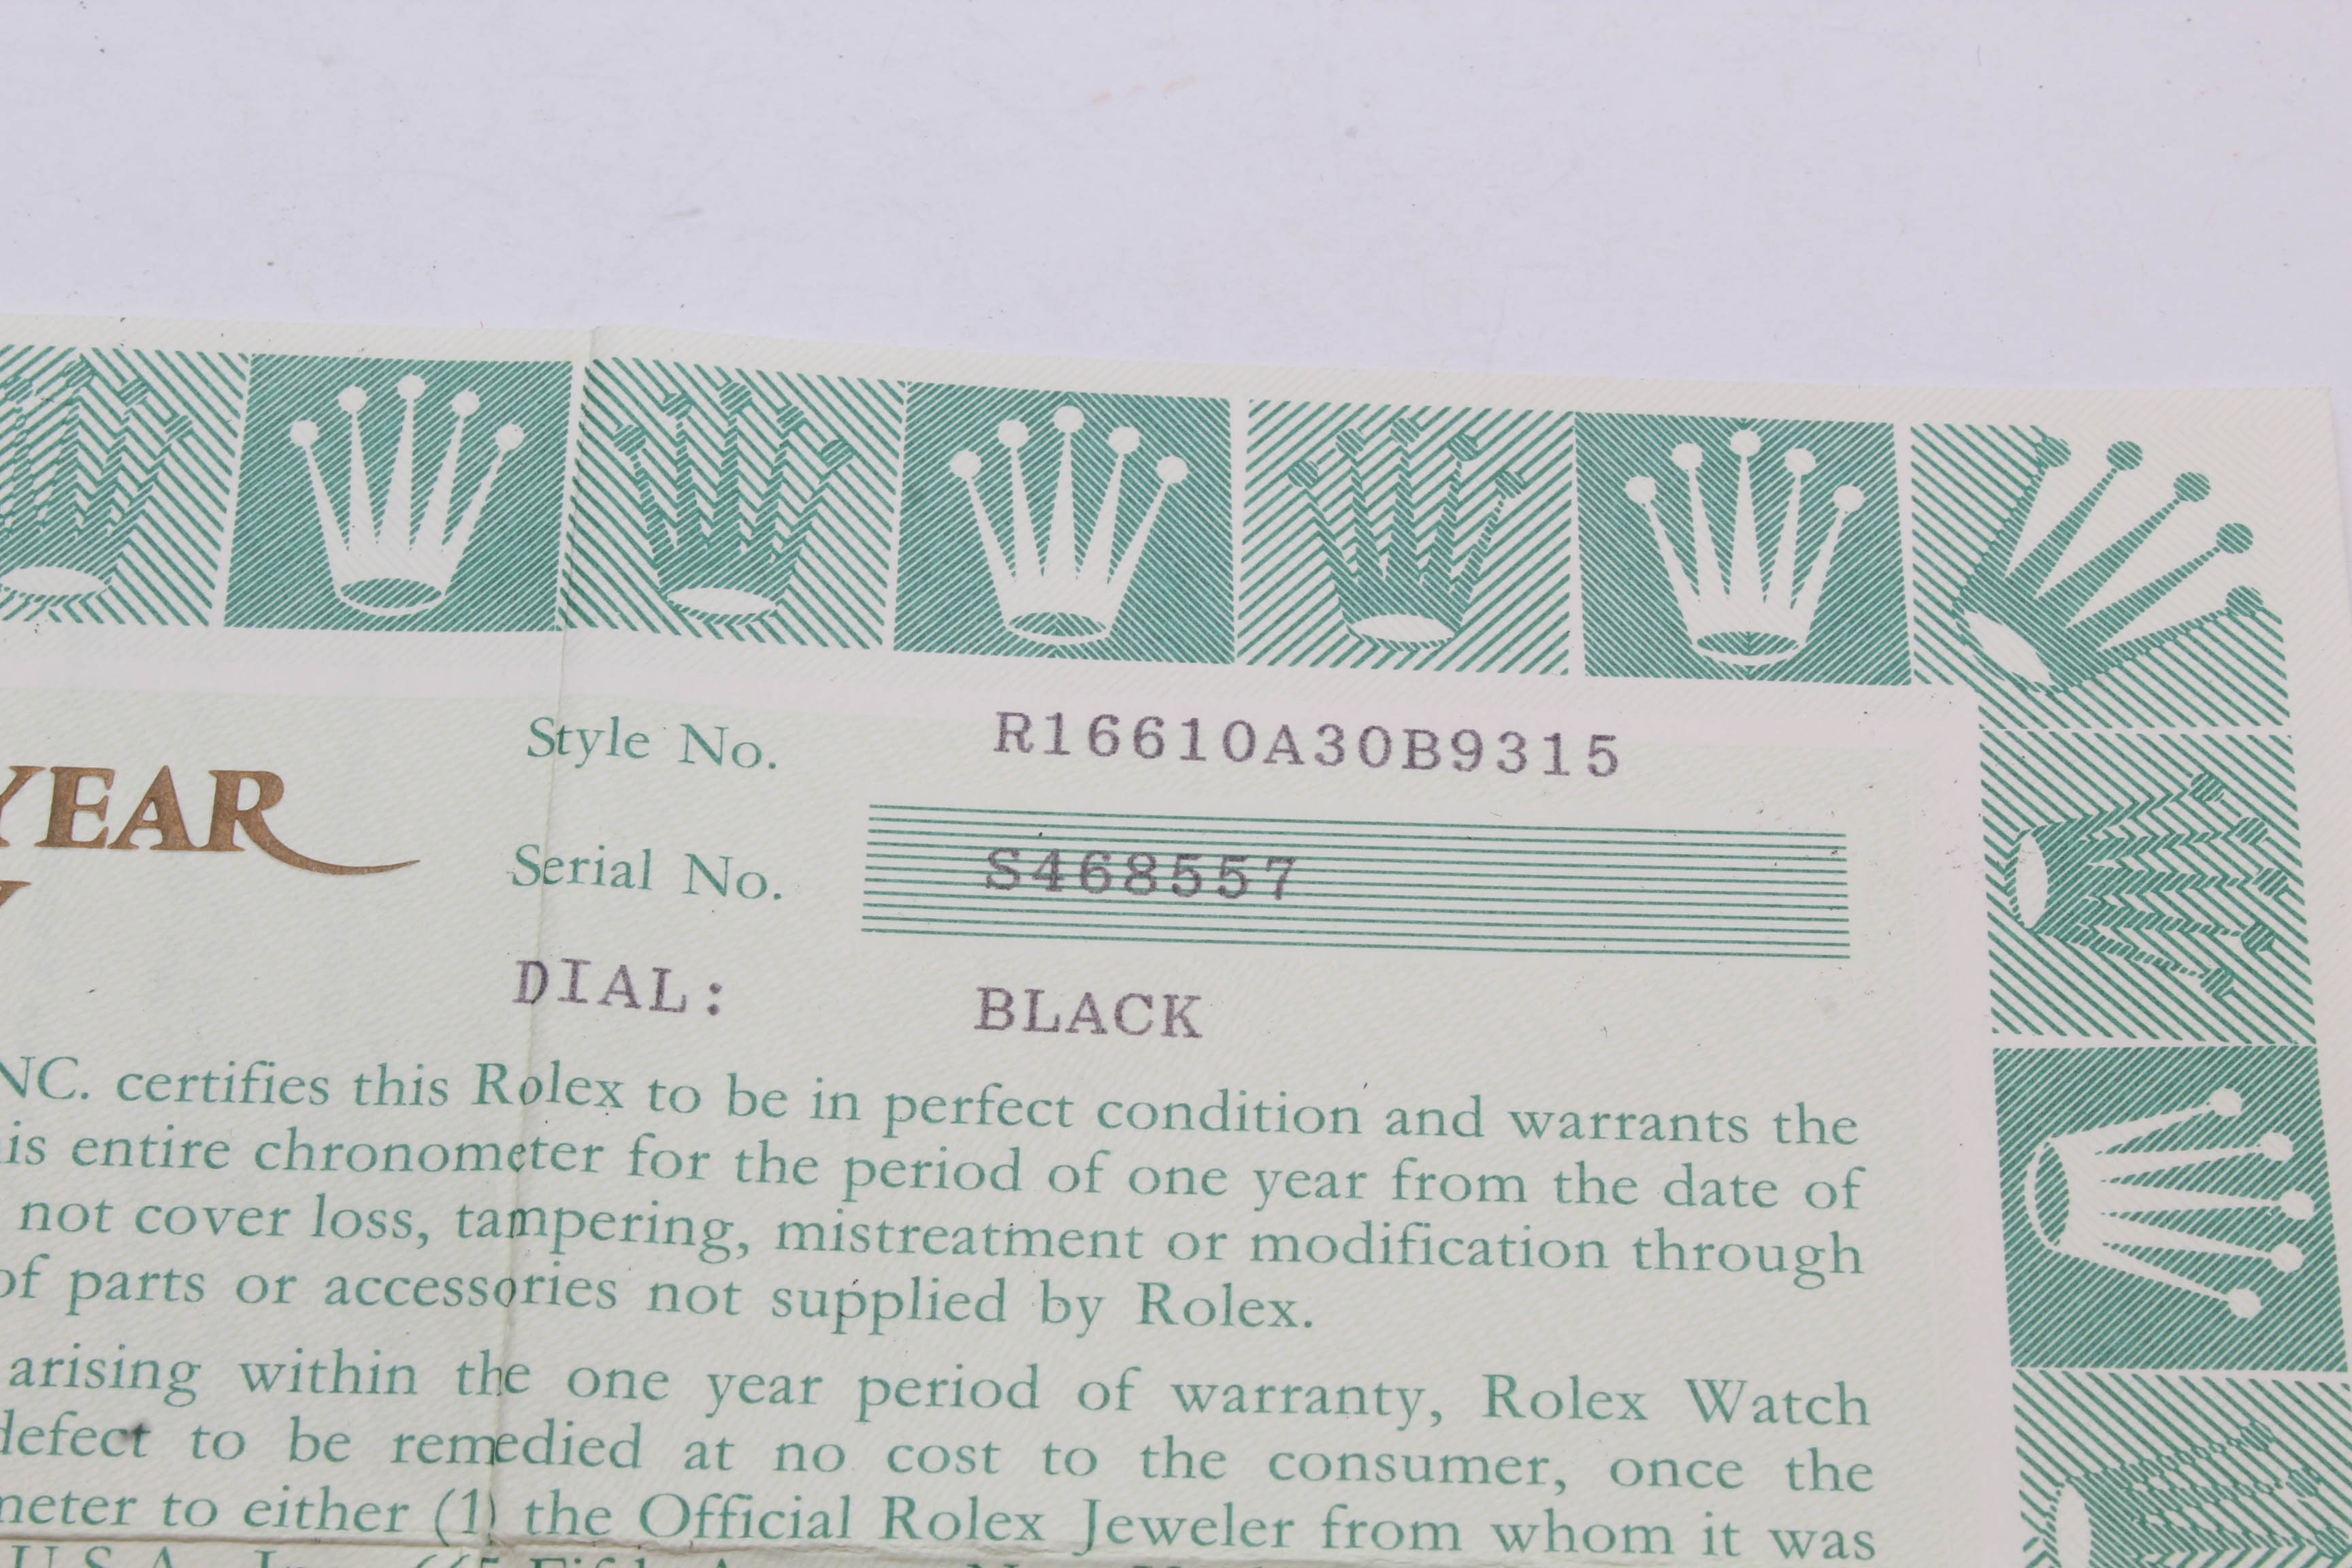 YEAR
Style No. R16610A30B9315
Serial No. S468557
DIAL: BLACK
NC. certifies this Rolex to be in perfect condition and warrants the
is entire chronometer for the period of one year from the date of
not cover loss, tampering, mistreatment or modification through
of parts or accessories not supplied by Rolex.
arising within the one year period of warranty, Rolex Watch
defect to be remedied at no cost to the consumer, once the
meter to either (1) the Official Rolex Jeweler from whom it was
U.S.A., Inc.